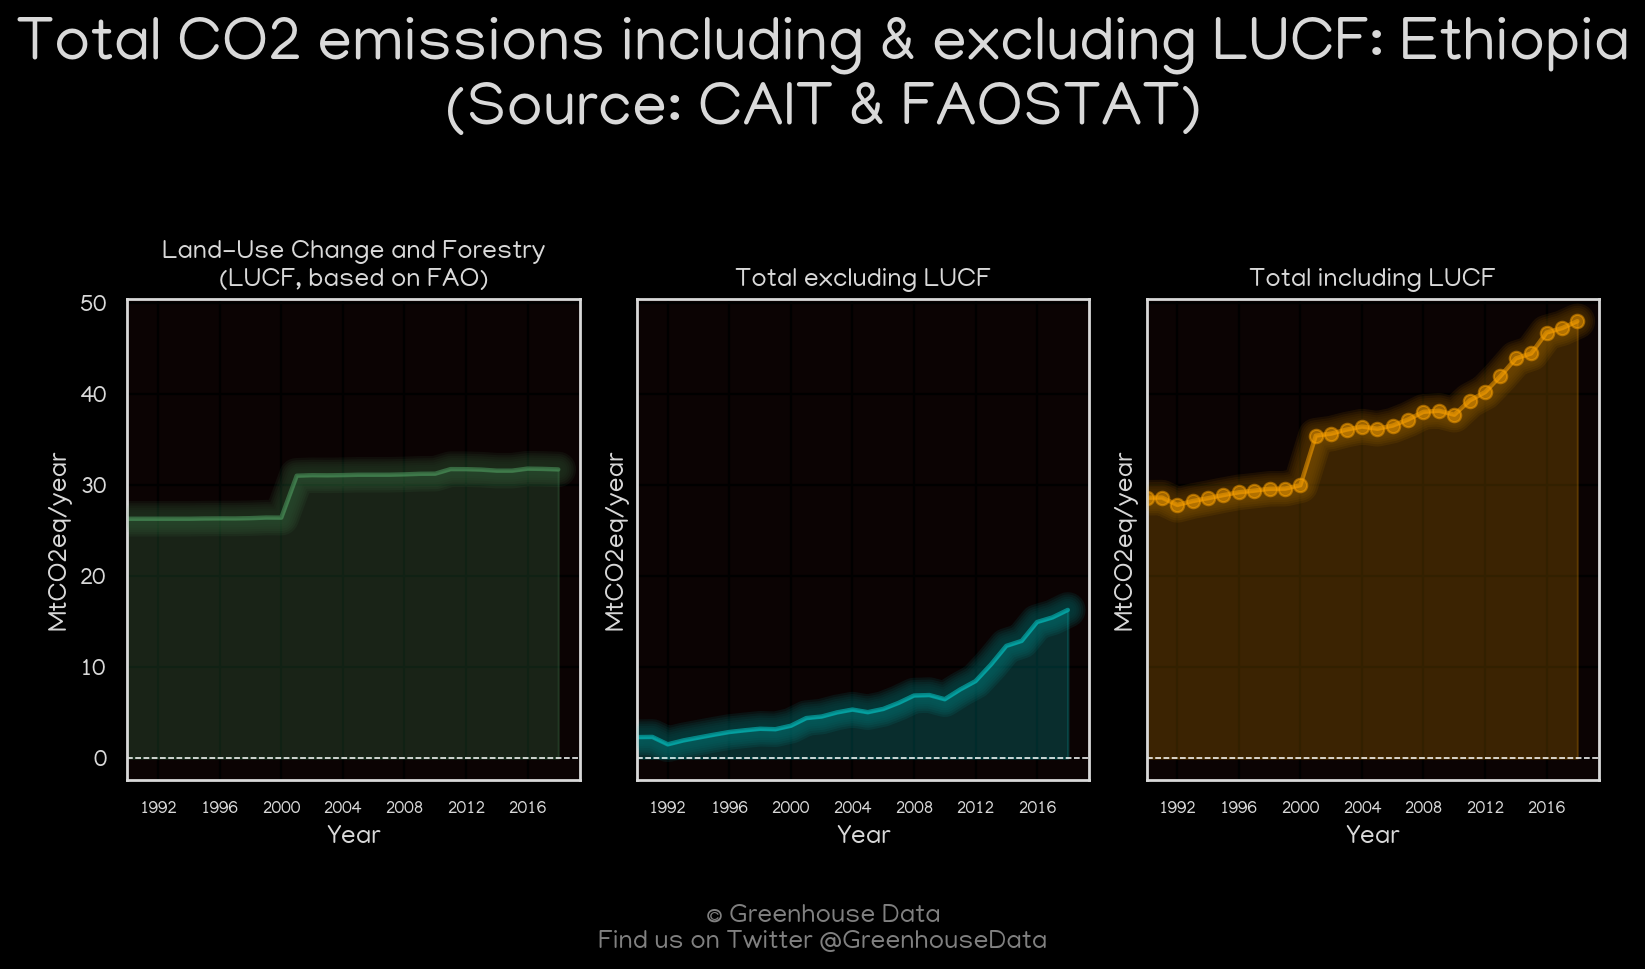 Total CO2 emissions including & excluding LUCF: Ethiopia
(Source: CAIT & FAOSTAT)
Land-Use Change and Forestry
(LUCF, based on FAO)
Total excluding LUCF
Total including LUCF
50
40
30
20
10
0
MtCO2eq/year
MtCO2eq/year
MtCO2eq/year
1992 1996 2000 2004 2008 2012 2016
1992 1996 2000 2004 2008 2012 2016
1992 1996 2000 2004 2008 2012 2016
Year
Year
Year
© Greenhouse Data
Find us on Twitter @GreenhouseData